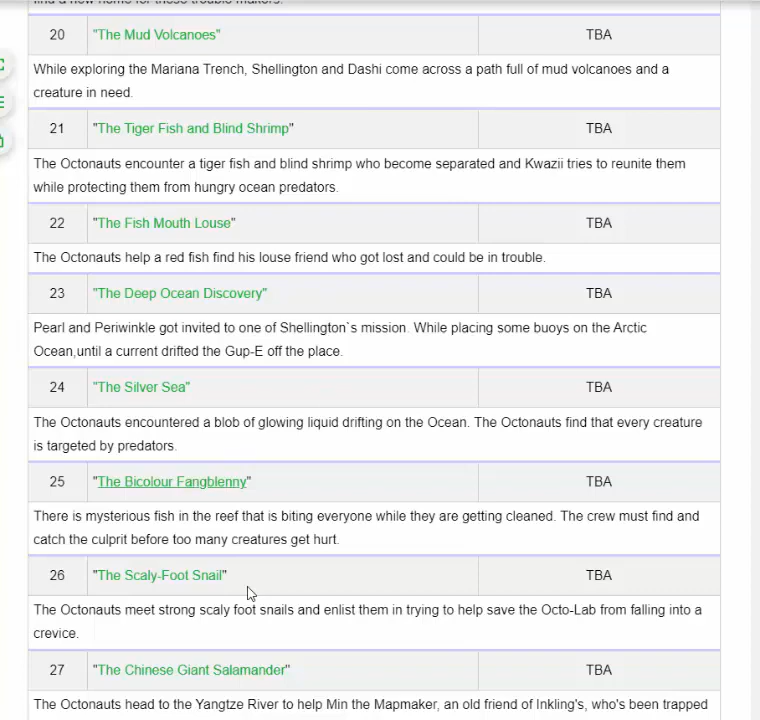 find a new home for these trouble makers.
20 "The Mud Volcanoes" TBA
While exploring the Mariana Trench, Shellington and Dashi come across a path full of mud volcanoes and a
creature in need.
21 "The Tiger Fish and Blind Shrimp" TBA
The Octonauts encounter a tiger fish and blind shrimp who become separated and Kwazii tries to reunite them
while protecting them from hungry ocean predators.
22 "The Fish Mouth Louse" TBA
The Octonauts help a red fish find his louse friend who got lost and could be in trouble.
23 "The Deep Ocean Discovery" TBA
Pearl and Periwinkle got invited to one of Shellington`s mission. While placing some buoys on the Arctic
Ocean,until a current drifted the Gup-E off the place.
24 "The Silver Sea" TBA
The Octonauts encountered a blob of glowing liquid drifting on the Ocean. The Octonauts find that every creature
is targeted by predators.
25 "The Bicolour Fangblenny" TBA
There is mysterious fish in the reef that is biting everyone while they are getting cleaned. The crew must find and
catch the culprit before too many creatures get hurt.
26 "The Scaly-Foot Snail" TBA
The Octonauts meet strong scaly foot snails and enlist them in trying to help save the Octo-Lab from falling into a
crevice.
27 "The Chinese Giant Salamander" TBA
The Octonauts head to the Yangtze River to help Min the Mapmaker, an old friend of Inkling's, who's been trapped